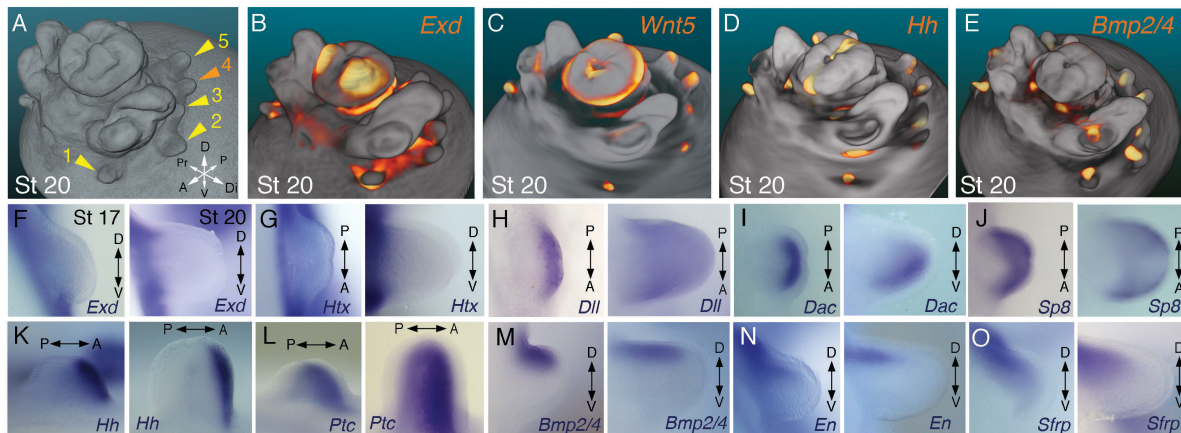 A
5
4
3
2
1
D
Pr
P
A
Di
V
St 20
B
Exd
St 20
C
Wnt5
St 20
D
Hh
St 20
E
Bmp2/4
St 20
F
St 17
D
V
Exd
St 20
D
V
Exd
G
P
A
Htx
D
V
Htx
H
P
A
Dll
P
A
Dll
I
P
A
Dac
D
V
Dac
J
P
A
Sp8
P
A
Sp8
K
P
A
Hh
P
A
Hh
L
P
A
Ptc
P
A
Ptc
M
D
V
Bmp2/4
D
V
Bmp2/4
N
D
V
En
D
V
En
O
D
V
Sfrp
D
V
Sfrp